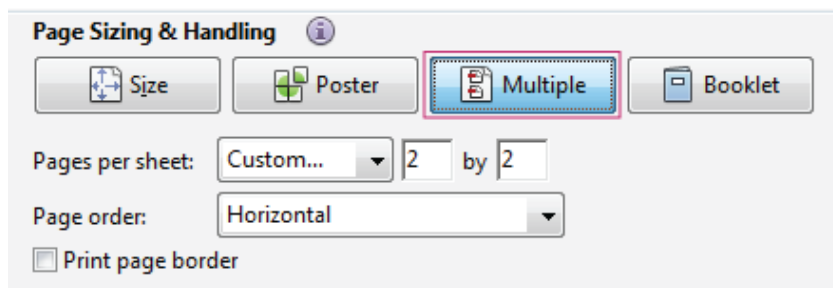 Page Sizing & Handling
Size Poster Multiple Booklet
Pages per sheet: Custom... 2 by 2
Page order: Horizontal
Print page border